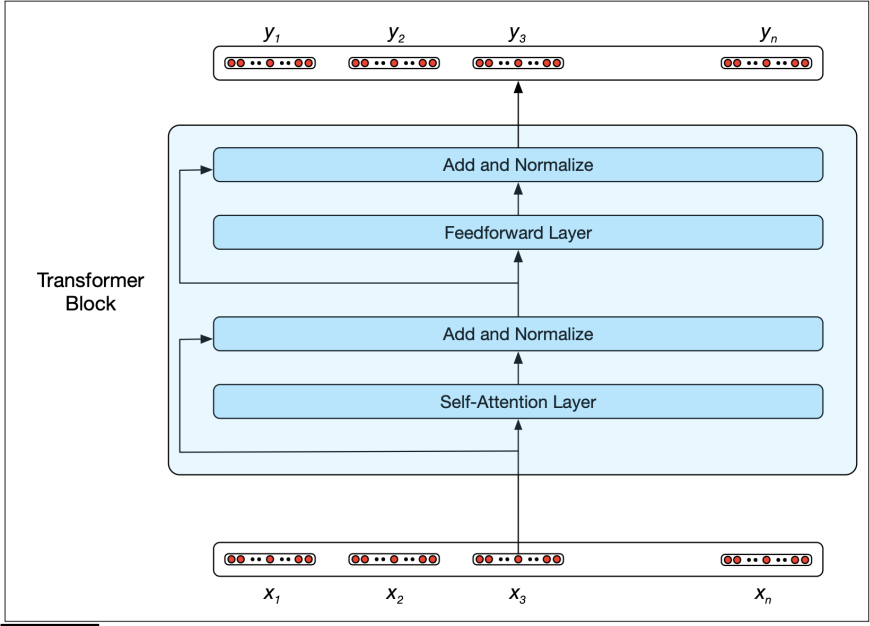 y1 y2 y3 yn
Add and Normalize
Feedforward Layer
Transformer
Block
Add and Normalize
Self-Attention Layer
x1 x2 x3 xn